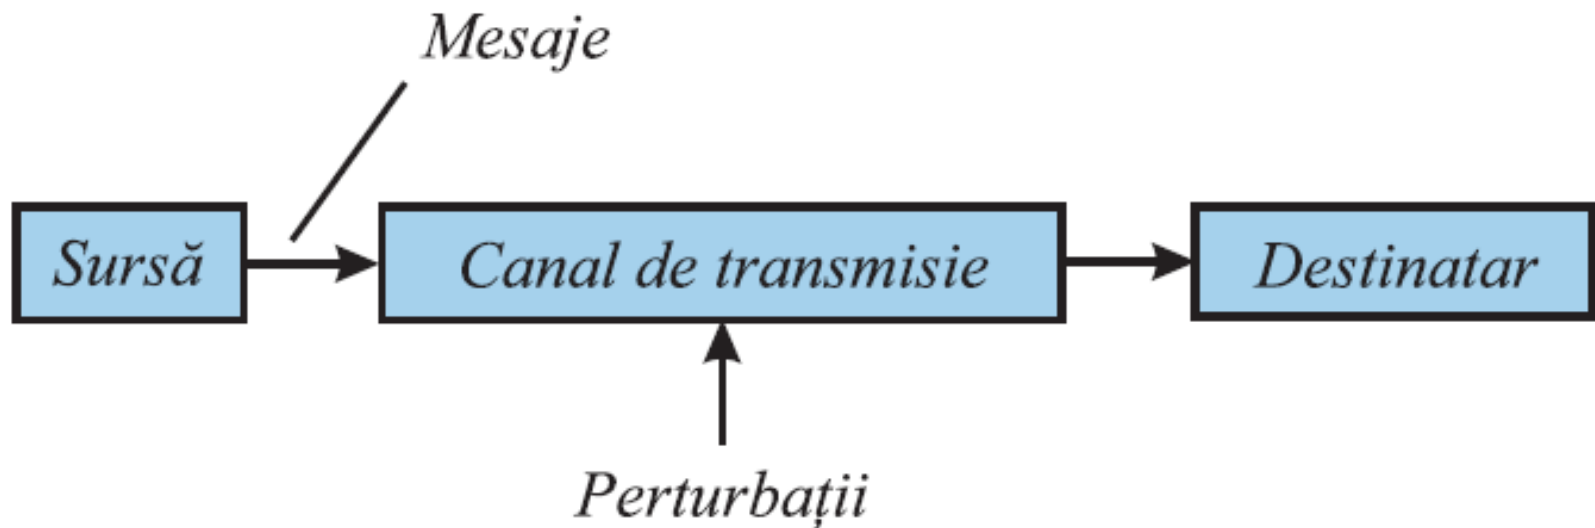 Mesaje
Sursă
Canal de transmisie
Destinatar
Perturbații